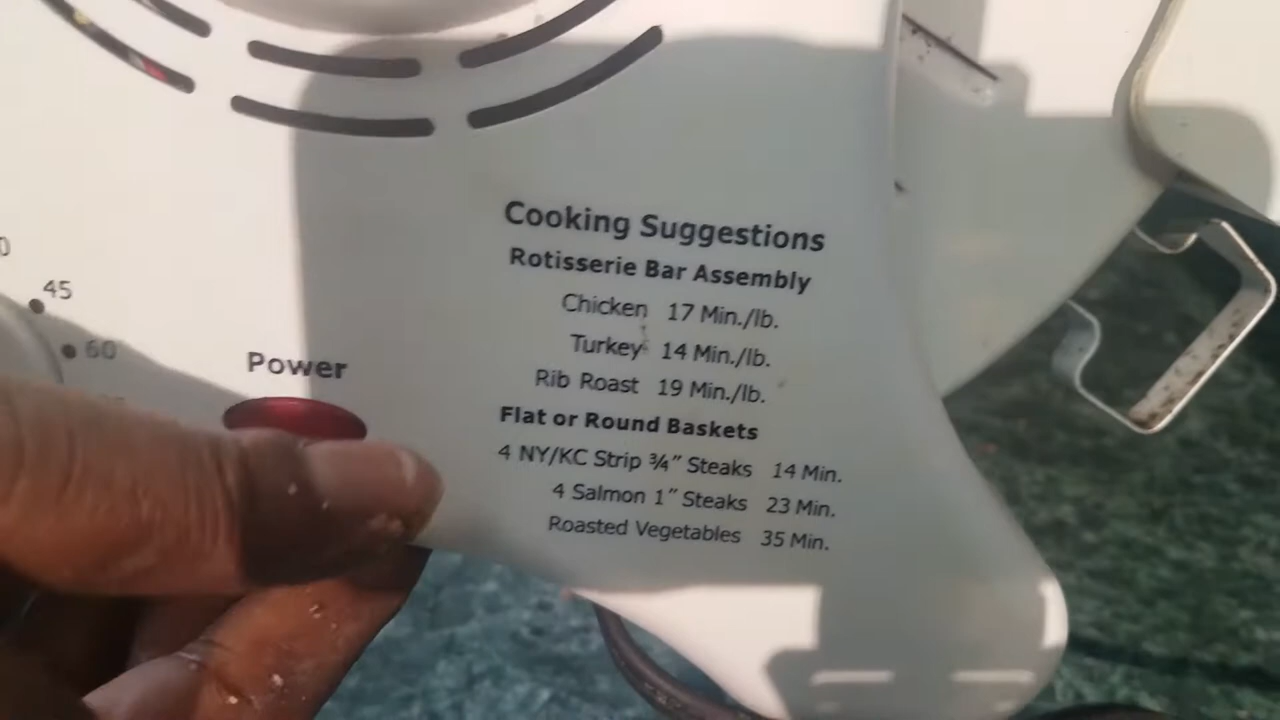 Cooking Suggestions
Rotisserie Bar Assembly
Chicken 17 Min./lb.
Turkey 14 Min./lb.
Rib Roast 19 Min./lb.
Flat or Round Baskets
4 NY/KC Strip ¾" Steaks 14 Min.
4 Salmon 1" Steaks 23 Min.
Roasted Vegetables 35 Min.
45
60
Power